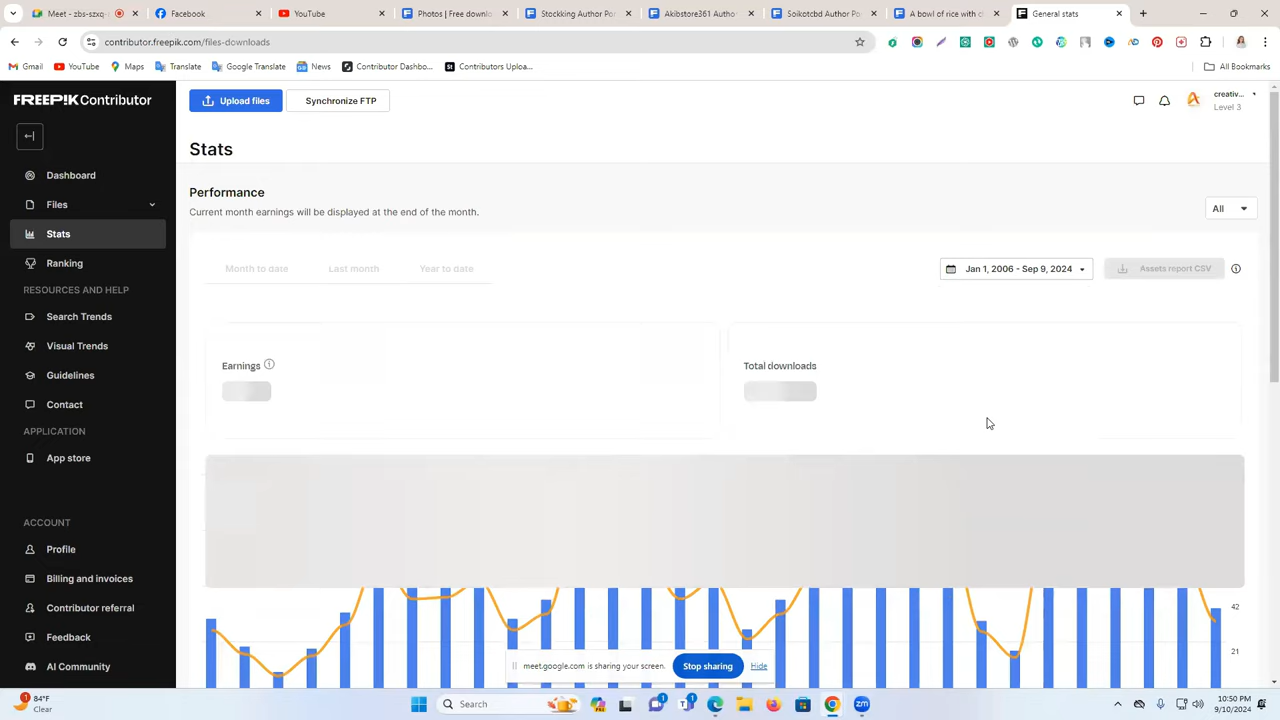 Meet - zbs-szxq-
Facebook
YouTube
Photos | Free downlo
Stockking Author Por
Akibstore23 Author
Soikotcbd Author Po
A bowl of rice with ch
General stats
contributor.freepik.com/files-downloads
Gmail
YouTube
Maps
Translate
Google Translate
News
Contributor Dashbo...
Contributors Uploa...
All Bookmarks
FREEPIK Contributor
Upload files
Synchronize FTP
creativ...
Level 3
Stats
Dashboard
Performance
Files
Current month earnings will be displayed at the end of the month.
All
Stats
Ranking
Month to date
Last month
Year to date
Jan 1, 2006 - Sep 9, 2024
Assets report CSV
RESOURCES AND HELP
Search Trends
Visual Trends
Earnings
Total downloads
Guidelines
Contact
APPLICATION
App store
ACCOUNT
Profile
Billing and invoices
Contributor referral
42
Feedback
21
AI Community
meet.google.com is sharing your screen.
Stop sharing
Hide
84°F
Clear
Search
10:50 PM
9/10/2024